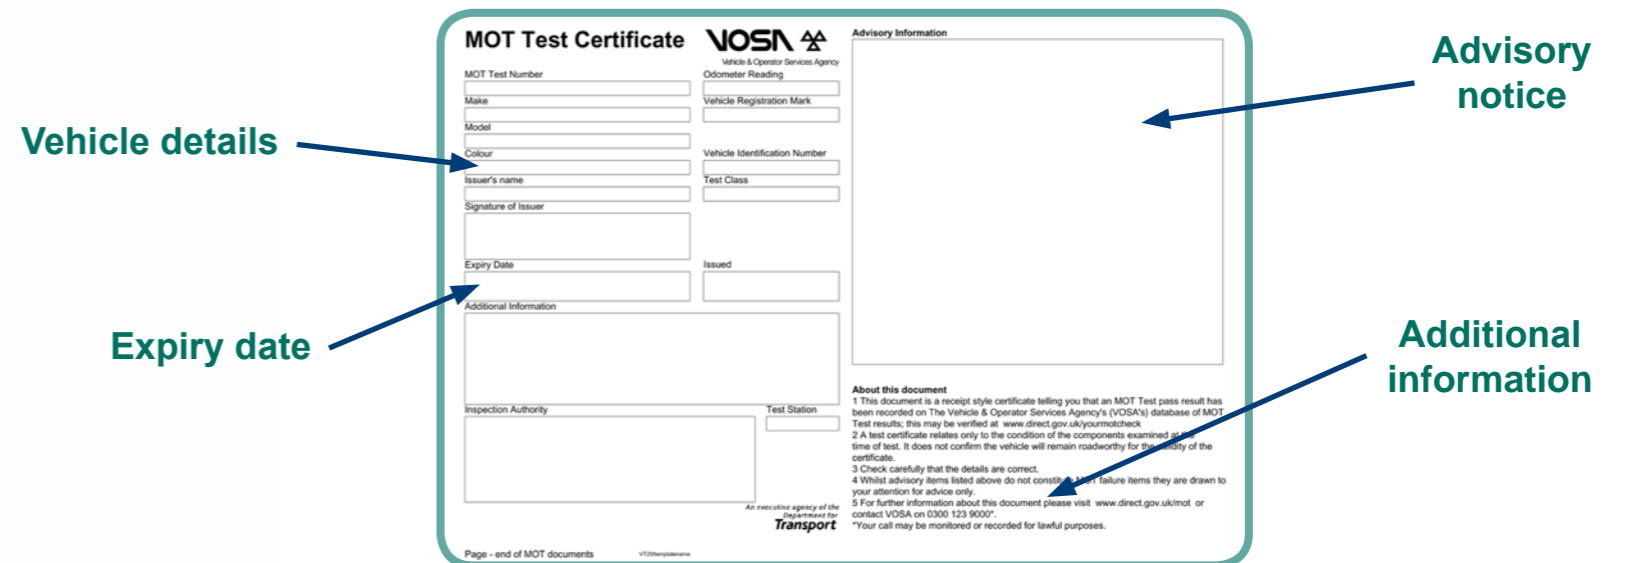 MOT Test Certificate
VOSA
Vehicle & Operator Services Agency
MOT Test Number
Odometer Reading
Make
Vehicle Registration Mark
Model
Colour
Vehicle Identification Number
Issuer's name
Test Class
Signature of Issuer
Expiry Date
Issued
Additional Information
Inspection Authority
Test Station
An executive agency of the
Department for
Transport
Page - end of MOT documents
VT20/templatename
Advisory Information
About this document
1 This document is a receipt style certificate telling you that an MOT Test pass result has
been recorded on The Vehicle & Operator Services Agency's (VOSA's) database of MOT
Test results; this may be verified at www.direct.gov.uk/yourmotcheck
2 A test certificate relates only to the condition of the components examined at the
time of test. It does not confirm the vehicle will remain roadworthy for the validity of the
certificate.
3 Check carefully that the details are correct.
4 Whilst advisory items listed above do not constitute MOT failure items they are drawn to
your attention for advice only.
5 For further information about this document please visit www.direct.gov.uk/mot or
contact VOSA on 0300 123 9000*.
*Your call may be monitored or recorded for lawful purposes.
Vehicle details
Expiry date
Advisory
notice
Additional
information